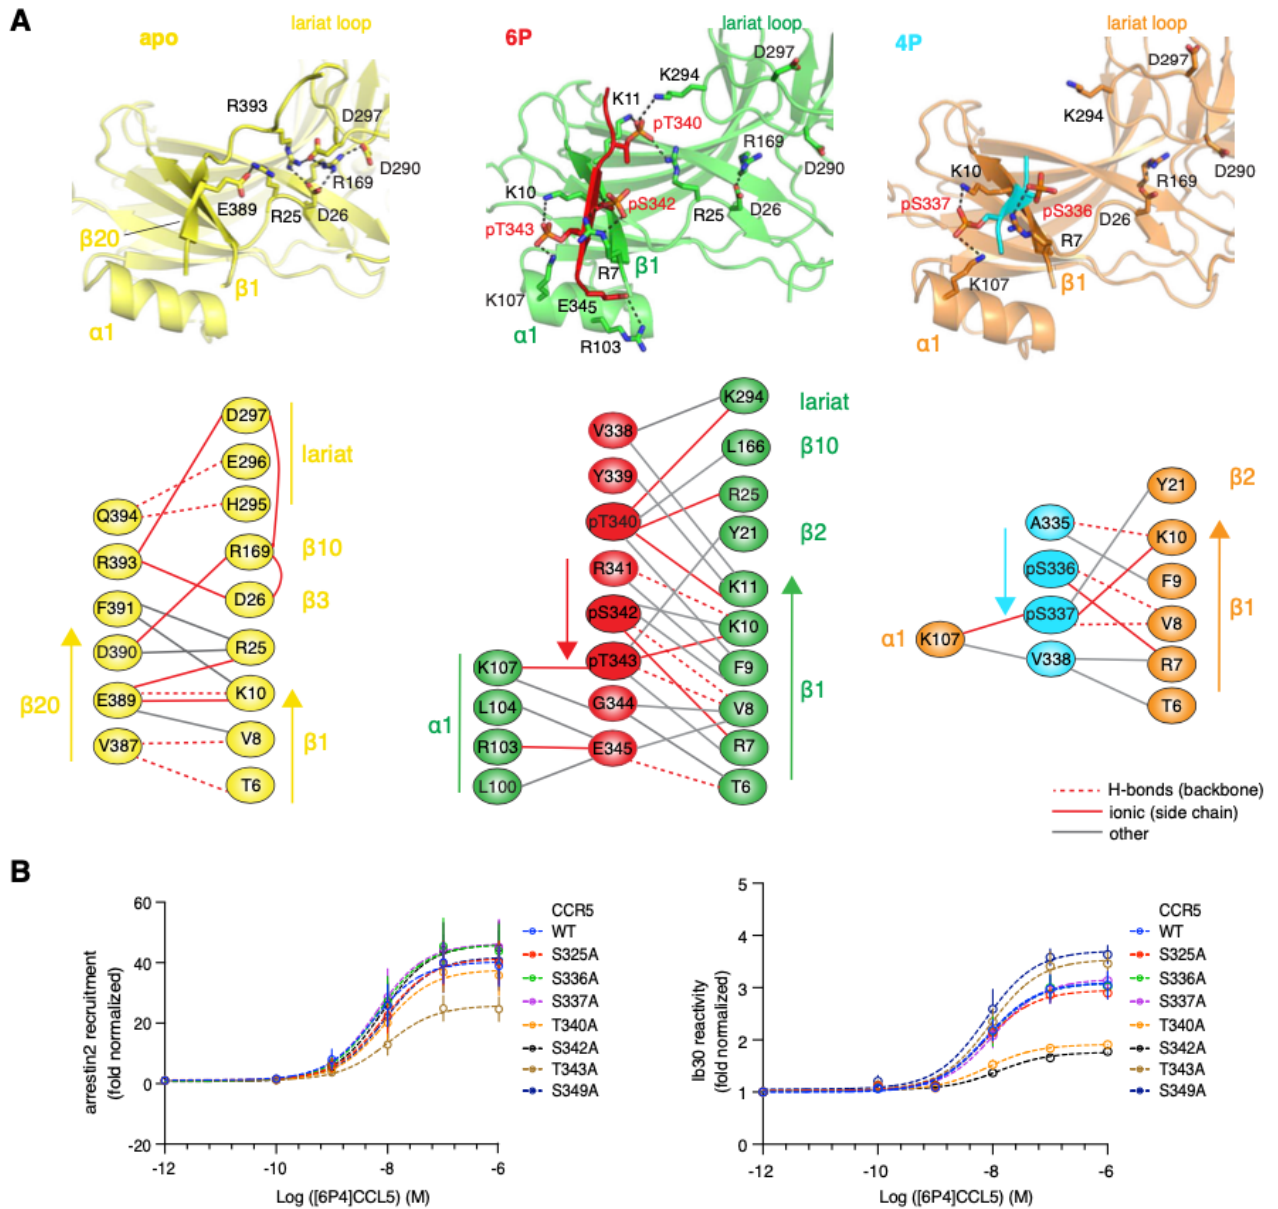 A
apo
lariat loop
R393
D297
D290
R169
E389
R25
D26
β20
β1
α1
6P
lariat loop
D297
K294
K11
pT340
R169
D290
K10
pS342
R25
D26
pT343
R7
β1
K107
E345
α1
R103
4P
lariat loop
D297
K294
D290
K10
R169
pS337
pS336
D26
R7
K107
β1
α1
D297
E296
lariat
H295
Q394
R393
R169
β10
D26
β3
F391
D390
R25
E389
K10
β20
V387
V8
β1
T6
K294
lariat
V338
L166
β10
Y339
R25
pT340
Y21
β2
R341
K11
pS342
K10
K107
pT343
F9
L104
G344
V8
β1
α1
R103
E345
R7
L100
T6
Y21
β2
A335
K10
pS336
F9
pS337
V8
β1
α1
K107
V338
R7
T6
H-bonds (backbone)
ionic (side chain)
other
B
arrestin2 recruitment
(fold normalized)
60
40
20
0
-20
-12
-10
-8
-6
Log ([6P4]CCL5) (M)
CCR5
WT
S325A
S336A
S337A
T340A
S342A
T343A
S349A
Ib30 reactivity
(fold normalized)
5
4
3
2
1
0
-12
-10
-8
-6
Log ([6P4]CCL5) (M)
CCR5
WT
S325A
S336A
S337A
T340A
S342A
T343A
S349A